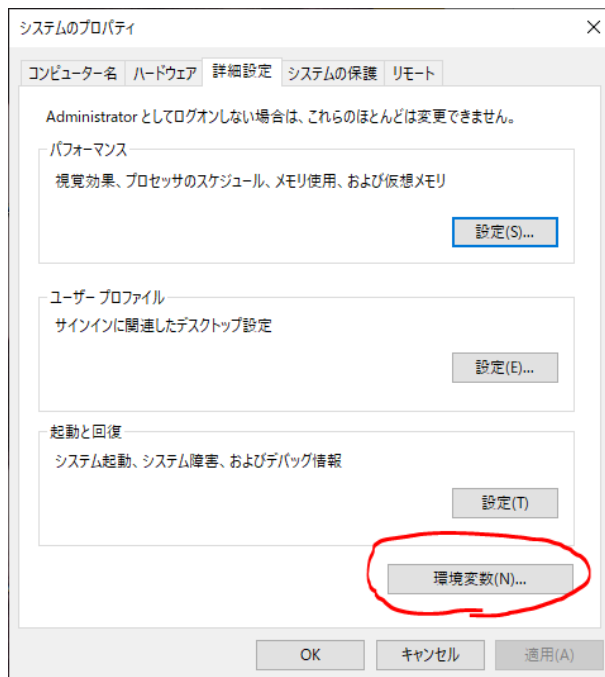 システムのプロパティ
コンピューター名 ハードウェア 詳細設定 システムの保護 リモート
Administrator としてログオンしない場合は、これらのほとんどは変更できません。
パフォーマンス
視覚効果、プロセッサのスケジュール、メモリ使用、および仮想メモリ
設定(S)...
ユーザー プロファイル
サインインに関連したデスクトップ設定
設定(E)...
起動と回復
システム起動、システム障害、およびデバッグ情報
設定(T)
環境変数(N)...
OK キャンセル 適用(A)